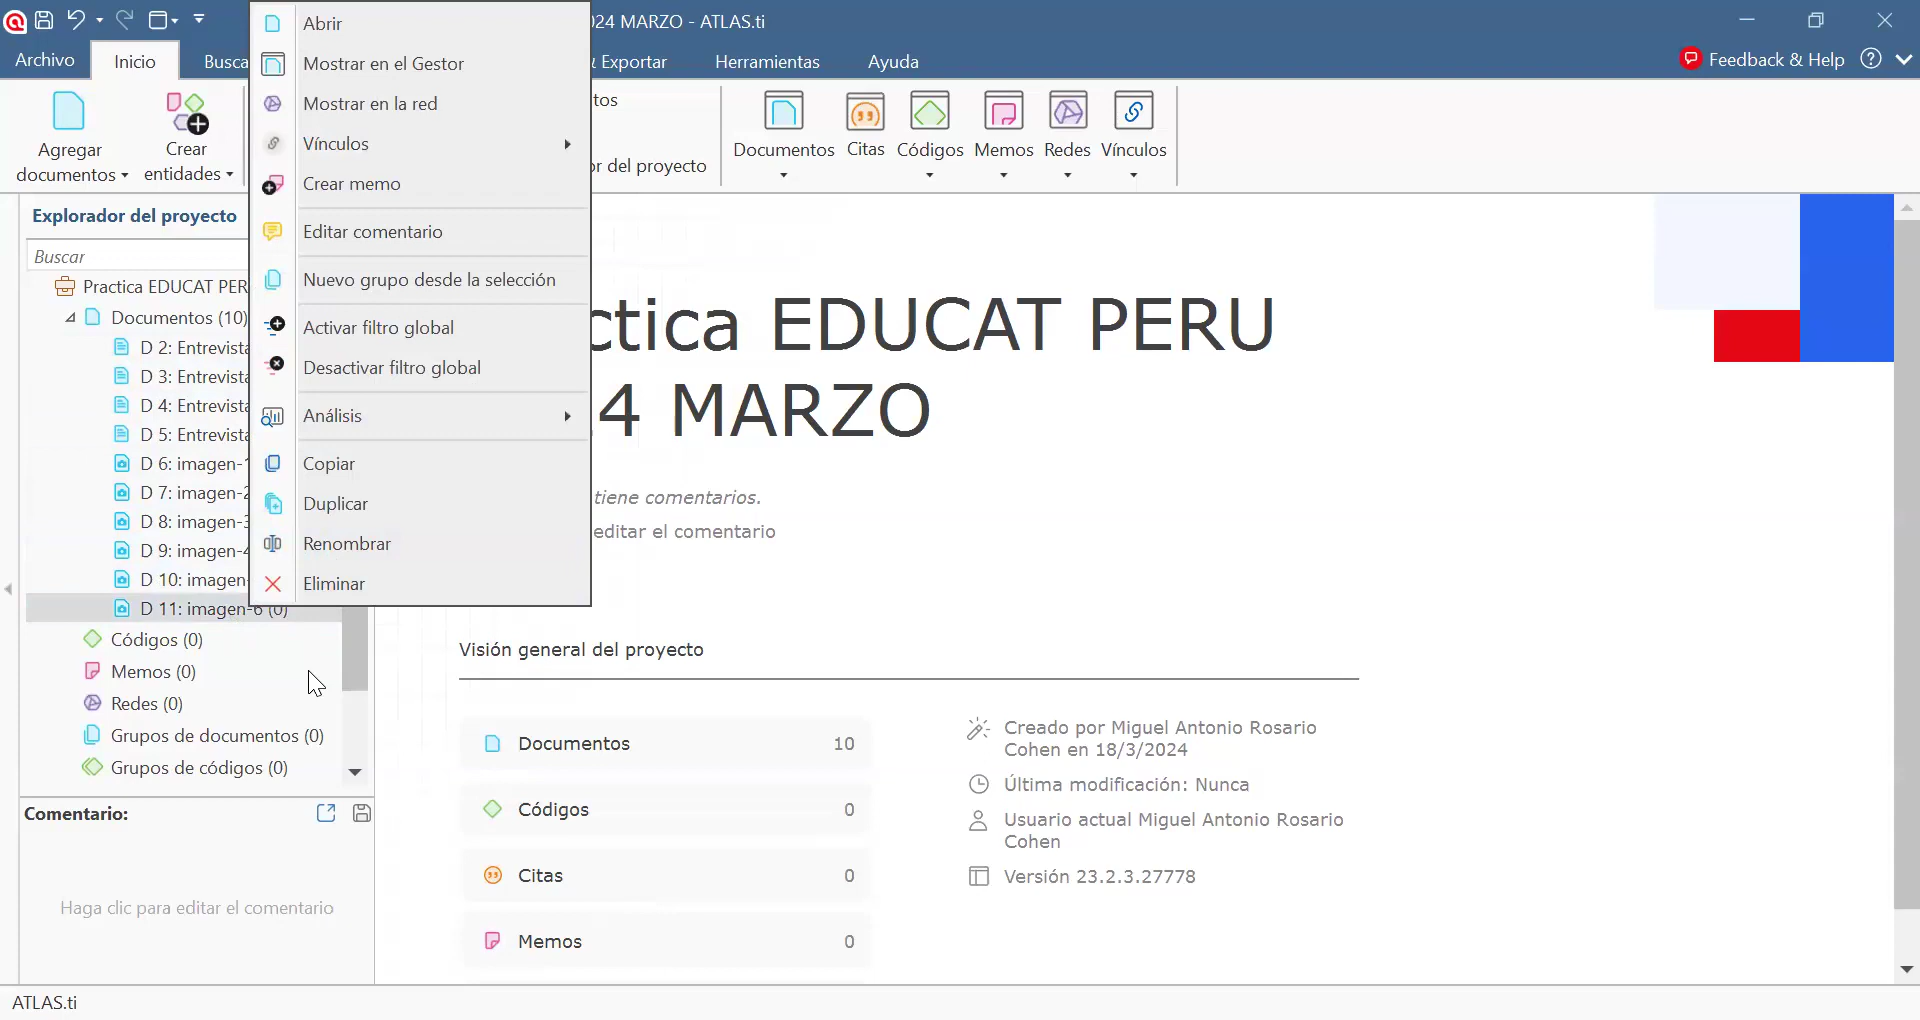 024 MARZO - ATLAS.ti
Archivo
Inicio
Busca
Exportar
Herramientas
Ayuda
Feedback & Help
Agregar
documentos
Crear
entidades
tos
or del proyecto
Documentos
Citas
Códigos
Memos
Redes
Vínculos
Abrir
Mostrar en el Gestor
Mostrar en la red
Vínculos
Crear memo
Editar comentario
Nuevo grupo desde la selección
Activar filtro global
Desactivar filtro global
Análisis
Copiar
Duplicar
Renombrar
Eliminar
Explorador del proyecto
Buscar
Practica EDUCAT PER
Documentos (10)
D 2: Entrevista
D 3: Entrevista
D 4: Entrevista
D 5: Entrevista
D 6: imagen-1
D 7: imagen-2
D 8: imagen-3
D 9: imagen-4
D 10: imagen-
D 11: imagen-6 (0)
Códigos (0)
Memos (0)
Redes (0)
Grupos de documentos (0)
Grupos de códigos (0)
Comentario:
Haga clic para editar el comentario
ctica EDUCAT PERU
4 MARZO
tiene comentarios.
editar el comentario
Visión general del proyecto
Documentos 10
Códigos 0
Citas 0
Memos 0
Creado por Miguel Antonio Rosario
Cohen en 18/3/2024
Última modificación: Nunca
Usuario actual Miguel Antonio Rosario
Cohen
Versión 23.2.3.27778
ATLAS.ti